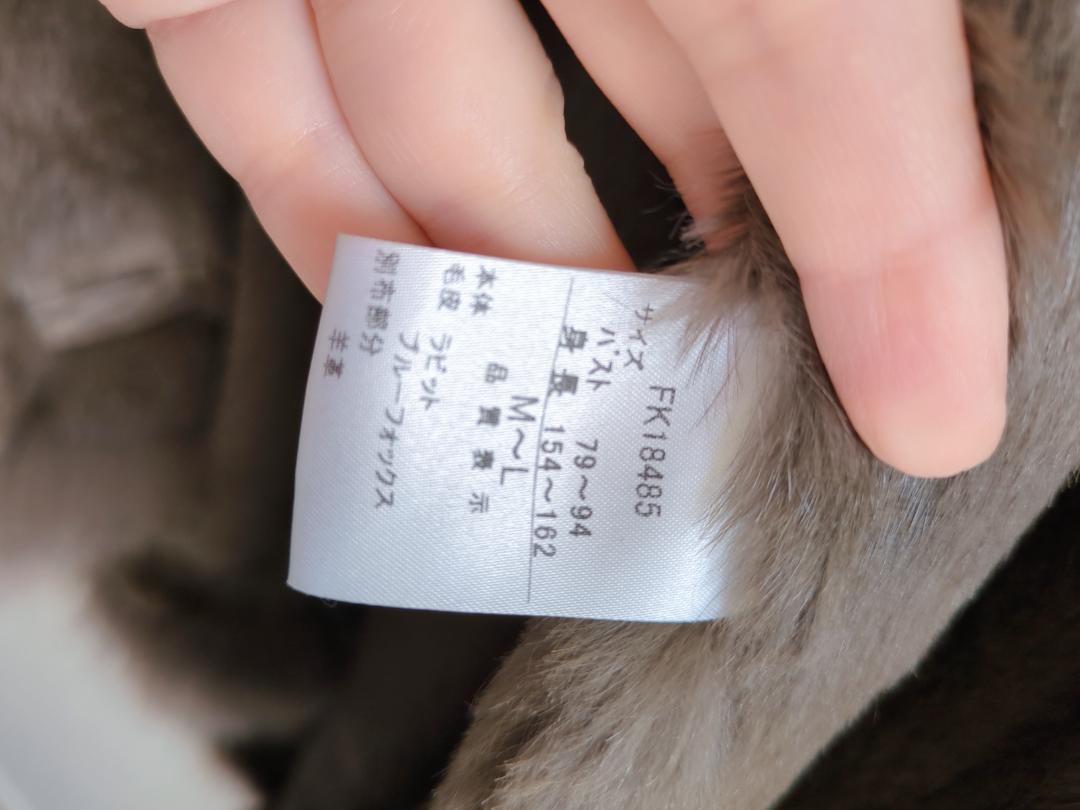 FK18485
サイズ
バスト 79～94
身長 154～162
M～L
品質表示
本体
毛皮 ラビット
ブルーフォックス
別布部分
羊革